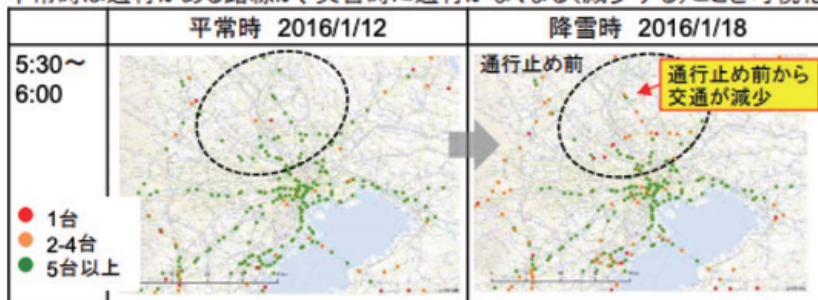 平常時 2016/1/12
降雪時 2016/1/18
5:30～
6:00
通行止め前
通行止め前から
交通が減少
1台
2-4台
5台以上